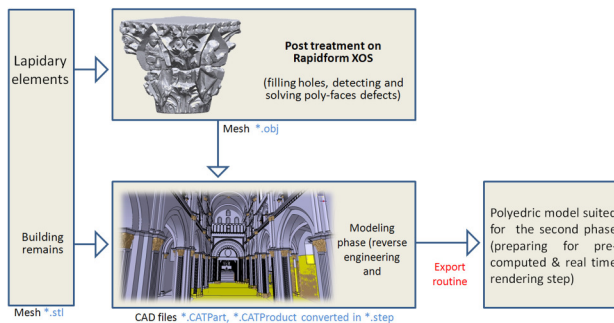 Lapidary
elements
Post treatment on
Rapidform XOS
(filling holes, detecting and
solving poly-faces defects)
Mesh *.obj
Building
remains
Modeling
phase (reverse
engineering
and
Export
routine
Polyedric model suited
for the second phase
(preparing for pre-
computed & real time
rendering step)
Mesh *.stl
CAD files *.CATPart, *.CATProduct converted in *.step